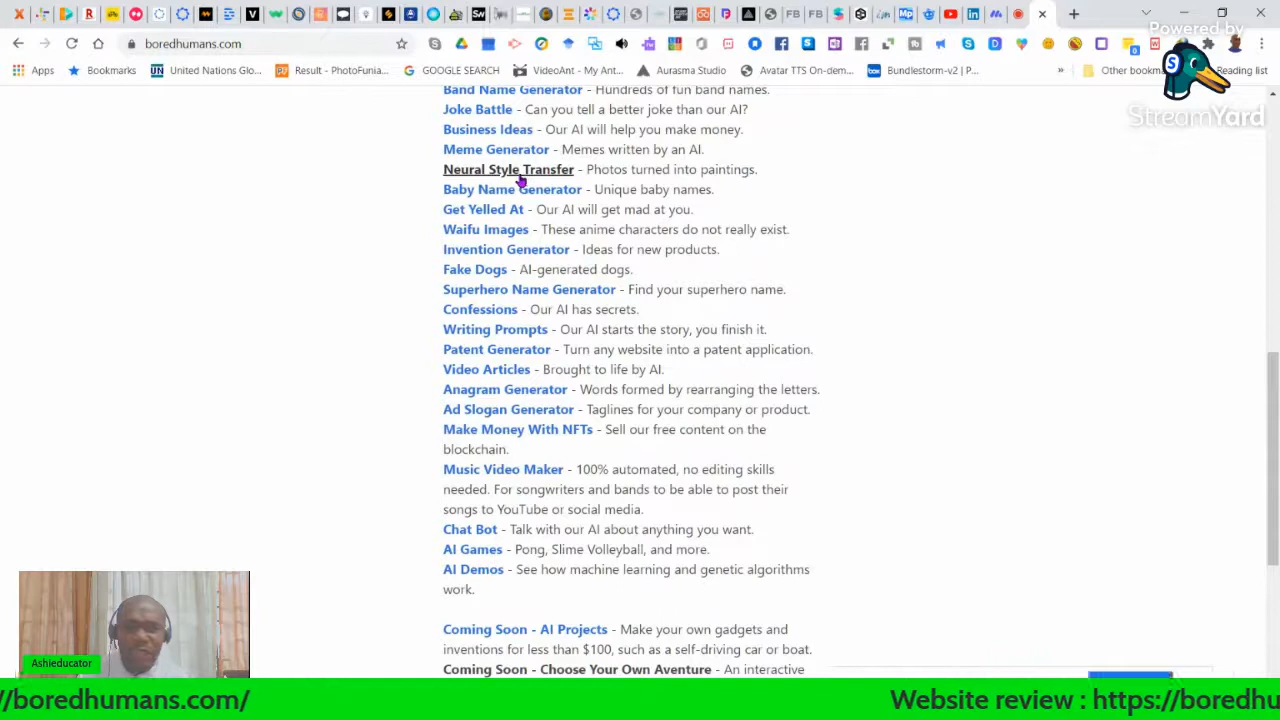 boredhumans.com
Powered by
StreamYard
Apps
Bookmarks
United Nations Glo...
Result - PhotoFunia...
GOOGLE SEARCH
VideoAnt - My Ant...
Aurasma Studio
Avatar TTS On-dem...
Bundlestorm-v2 | P...
»
Other bookma
Reading list
Band Name Generator - Hundreds of fun band names.
Joke Battle - Can you tell a better joke than our AI?
Business Ideas - Our AI will help you make money.
Meme Generator - Memes written by an AI.
Neural Style Transfer - Photos turned into paintings.
Baby Name Generator - Unique baby names.
Get Yelled At - Our AI will get mad at you.
Waifu Images - These anime characters do not really exist.
Invention Generator - Ideas for new products.
Fake Dogs - AI-generated dogs.
Superhero Name Generator - Find your superhero name.
Confessions - Our AI has secrets.
Writing Prompts - Our AI starts the story, you finish it.
Patent Generator - Turn any website into a patent application.
Video Articles - Brought to life by AI.
Anagram Generator - Words formed by rearranging the letters.
Ad Slogan Generator - Taglines for your company or product.
Make Money With NFTs - Sell our free content on the
blockchain.
Music Video Maker - 100% automated, no editing skills
needed. For songwriters and bands to be able to post their
songs to YouTube or social media.
Chat Bot - Talk with our AI about anything you want.
AI Games - Pong, Slime Volleyball, and more.
AI Demos - See how machine learning and genetic algorithms
work.
Coming Soon - AI Projects - Make your own gadgets and
inventions for less than $100, such as a self-driving car or boat.
Coming Soon - Choose Your Own Aventure - An interactive
Ashieducator
//boredhumans.com/
Website review : https://boredhu